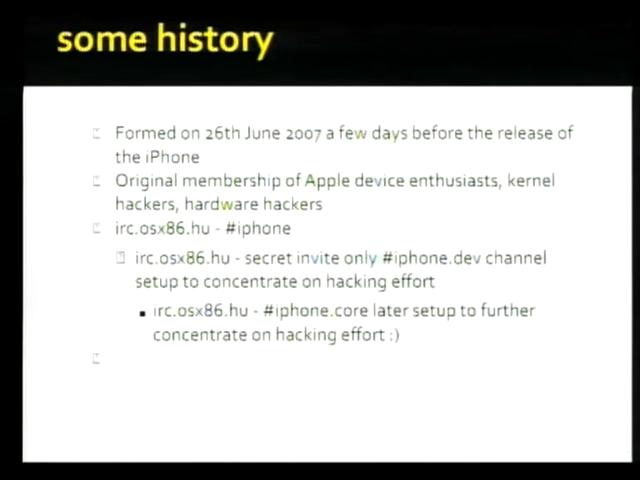 some history
Formed on 26th June 2007 a few days before the release of
the iPhone
Original membership of Apple device enthusiasts, kernel
hackers, hardware hackers
irc.osx86.hu - #iphone
irc.osx86.hu - secret invite only #iphone.dev channel
setup to concentrate on hacking effort
irc.osx86.hu - #iphone.core later setup to further
concentrate on hacking effort :)